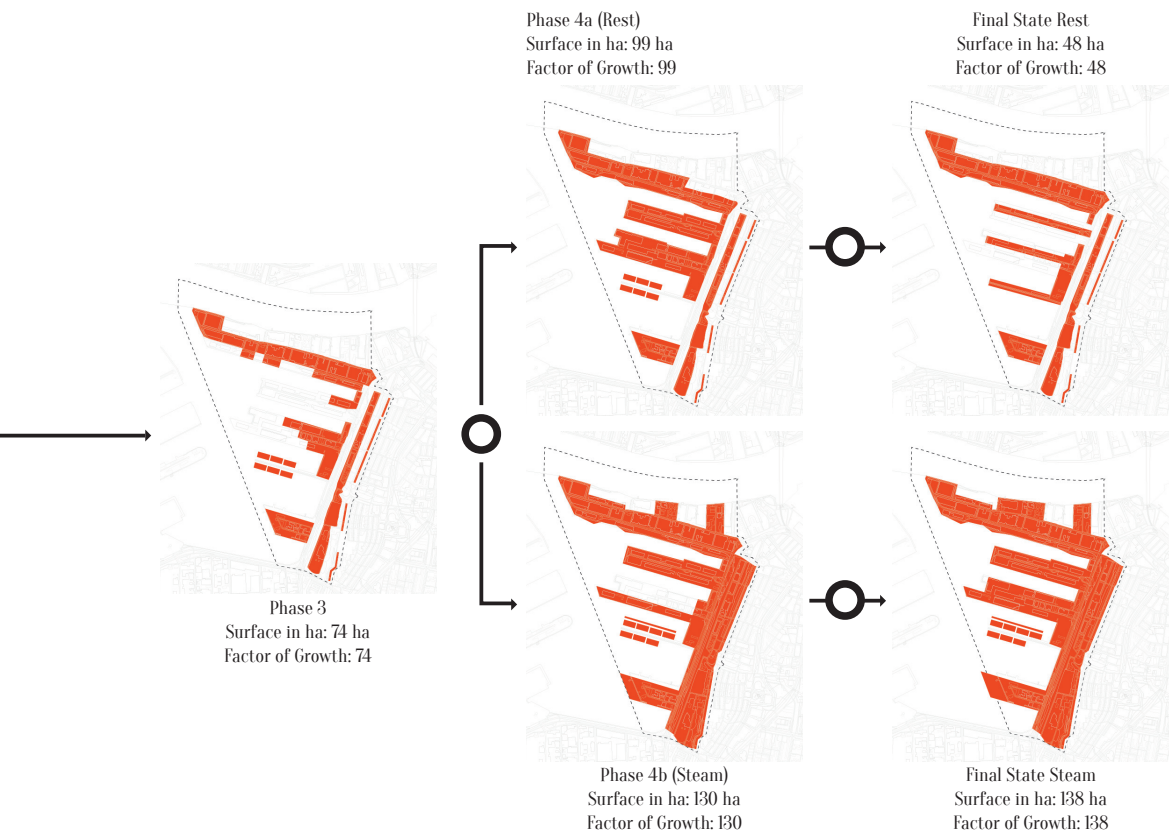 Phase 4a (Rest)
Surface in ha: 99 ha
Factor of Growth: 99
Final State Rest
Surface in ha: 48 ha
Factor of Growth: 48
Phase 3
Surface in ha: 74 ha
Factor of Growth: 74
Phase 4b (Steam)
Surface in ha: 130 ha
Factor of Growth: 130
Final State Steam
Surface in ha: 138 ha
Factor of Growth: 138